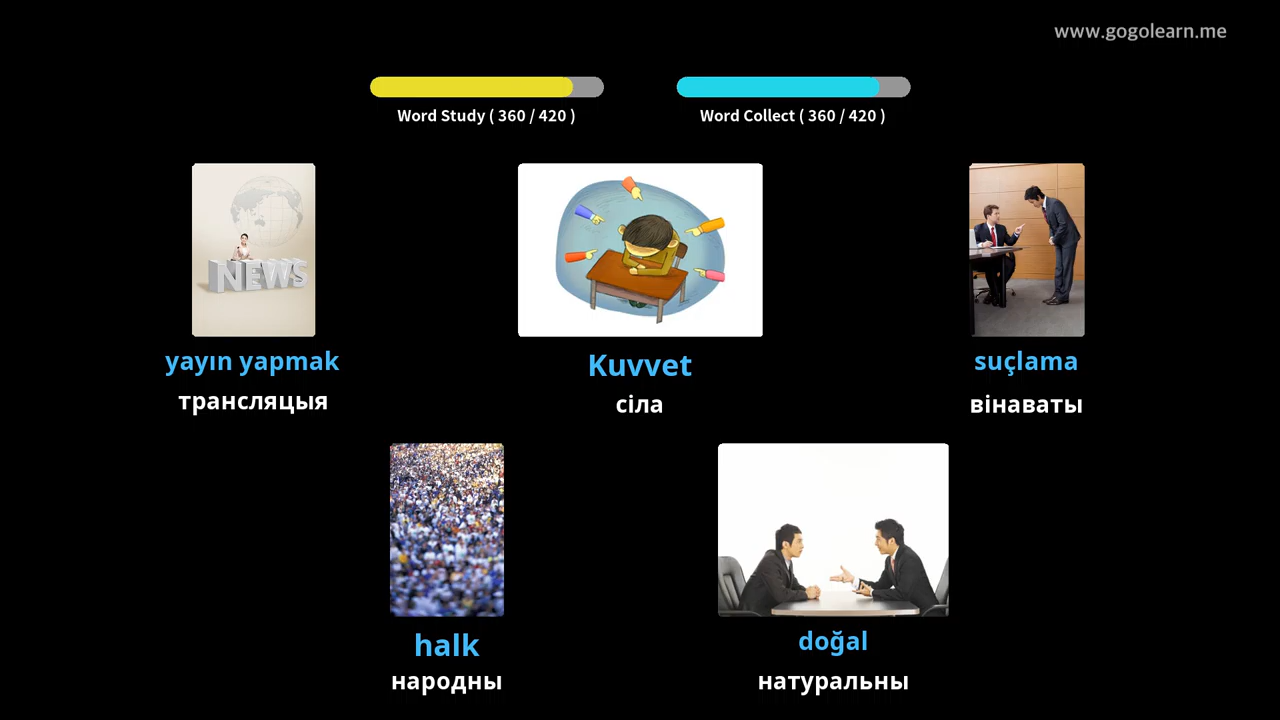 www.gogolearn.me
Word Study ( 360 / 420 )
Word Collect ( 360 / 420 )
NEWS
yayın yapmak
трансляцыя
Kuvvet
сіла
suçlama
вінаваты
halk
народны
doğal
натуральны